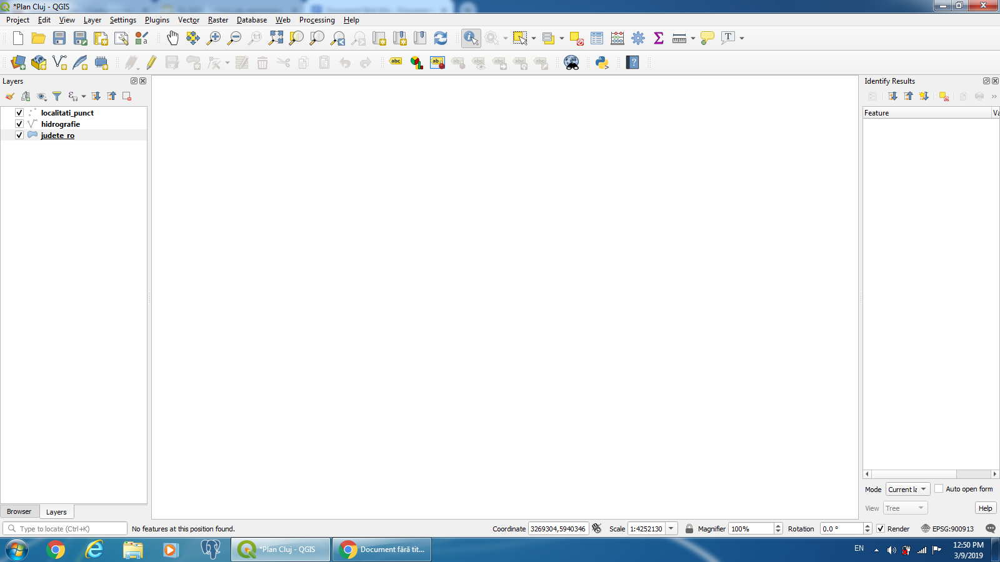 *Plan Cluj - QGIS
Project Edit View Layer Settings Plugins Vector Raster Database Web Processing Help
Layers
localitati_punct
hidrografie
judete_ro
Identify Results
Feature Va
Mode Current la Auto open form
View Tree Help
Browser Layers
Type to locate (Ctrl+K) No features at this position found. Coordinate 3269304,5940346 Scale 1:4252130 Magnifier 100% Rotation 0.0 ° Render EPSG:900913
*Plan Cluj - QGIS Document fără tit... EN 12:50 PM
3/9/2019